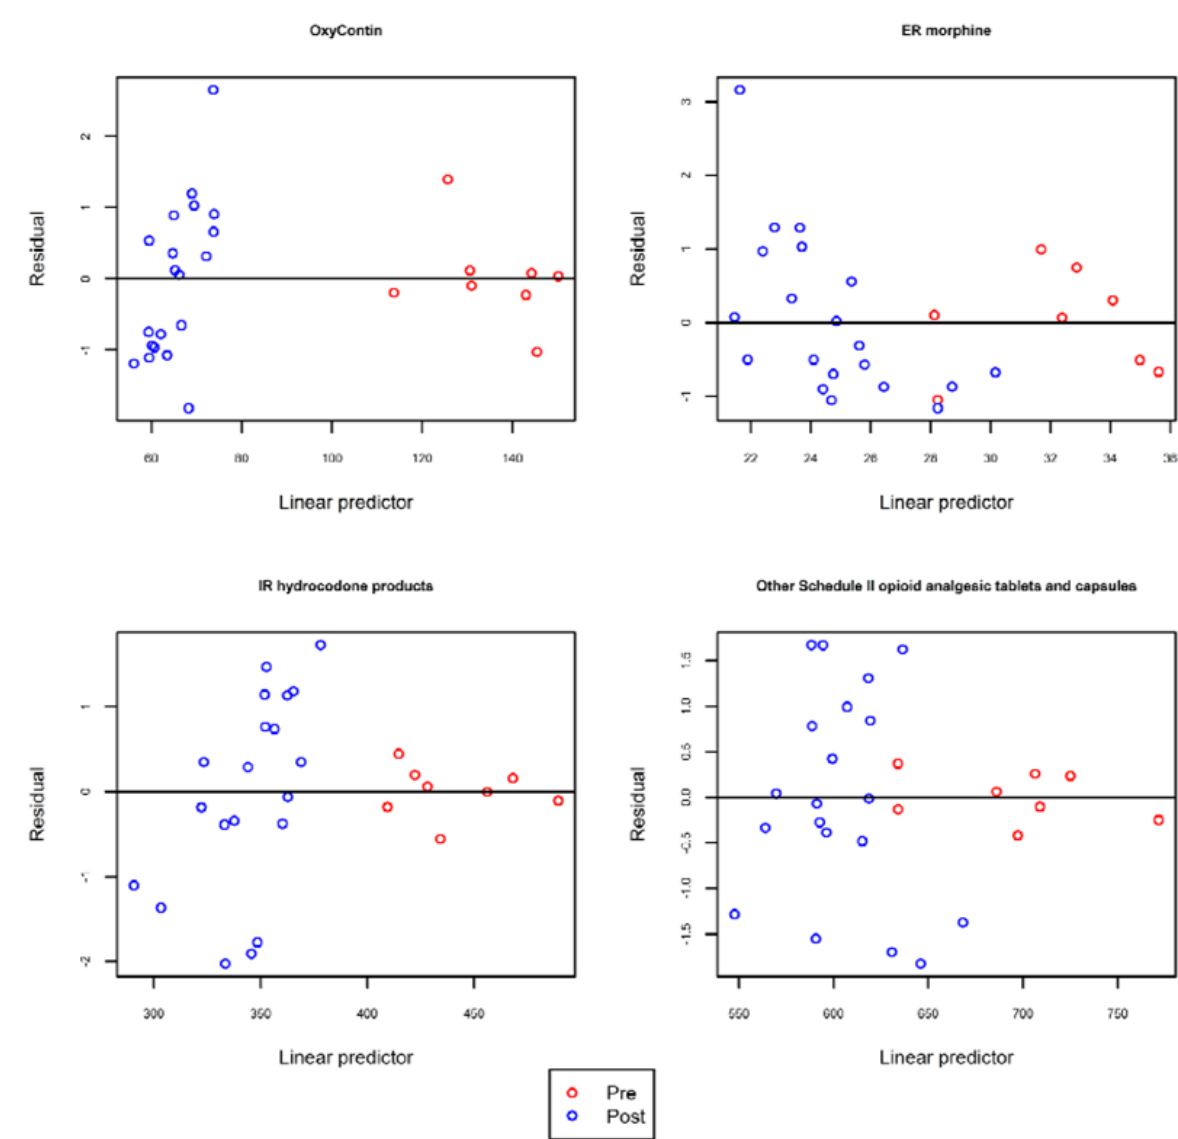 OxyContin
Residual
2
1
0
-1
60 80 100 120 140
Linear predictor
ER morphine
Residual
3
2
1
0
-1
22 24 26 28 30 32 34 36
Linear predictor
IR hydrocodone products
Residual
1
0
-1
-2
300 350 400 450
Linear predictor
Other Schedule II opioid analgesic tablets and capsules
Residual
1.5
1.0
0.5
0.0
-0.5
-1.0
-1.5
550 600 650 700 750
Linear predictor
Pre
Post